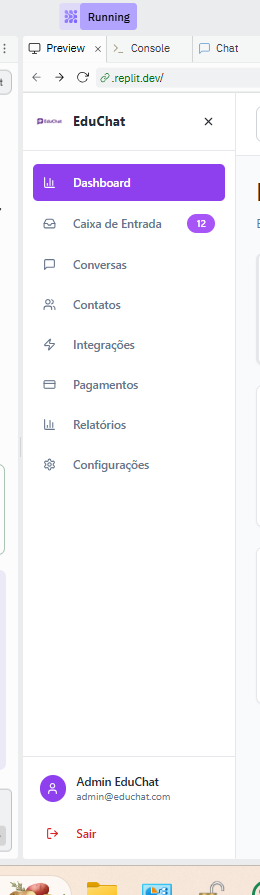 Running
Preview
Console
Chat
.replit.dev/
EduChat
EduChat
Dashboard
Caixa de Entrada
12
Conversas
Contatos
Integrações
Pagamentos
Relatórios
Configurações
Admin EduChat
admin@educhat.com
Sair